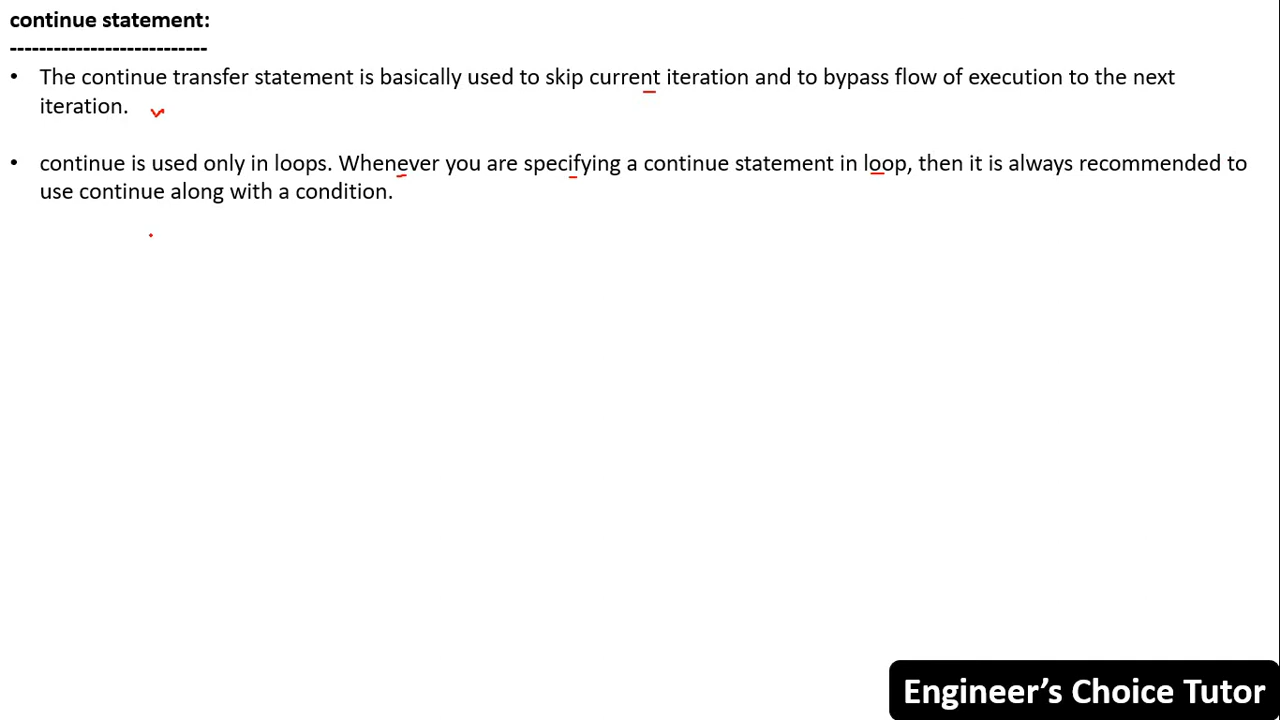 continue statement:
---------------------------
• The continue transfer statement is basically used to skip current iteration and to bypass flow of execution to the next
iteration.
• continue is used only in loops. Whenever you are specifying a continue statement in loop, then it is always recommended to
use continue along with a condition.
Engineer’s Choice Tutor